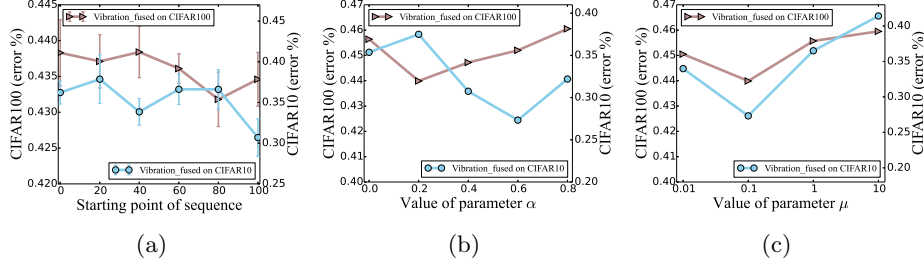 0.445
0.440
0.435
0.430
0.425
0.420
CIFAR100 (error %)
Vibration_fused on CIFAR100
Vibration_fused on CIFAR10
0.45
0.40
0.35
0.30
0.25
CIFAR10 (error %)
0 20 40 60 80 100
Starting point of sequence
(a)
0.47
0.46
0.45
0.44
0.43
0.42
0.41
0.40
CIFAR100 (error %)
Vibration_fused on CIFAR100
Vibration_fused on CIFAR10
0.40
0.35
0.30
0.25
0.20
CIFAR10 (error %)
0.0 0.2 0.4 0.6 0.8
Value of parameter α
(b)
0.47
0.46
0.45
0.44
0.43
0.42
0.41
0.40
CIFAR100 (error %)
Vibration_fused on CIFAR100
Vibration_fused on CIFAR10
0.40
0.35
0.30
0.25
0.20
CIFAR10 (error %)
0.01 0.1 1 10
Value of parameter μ
(c)